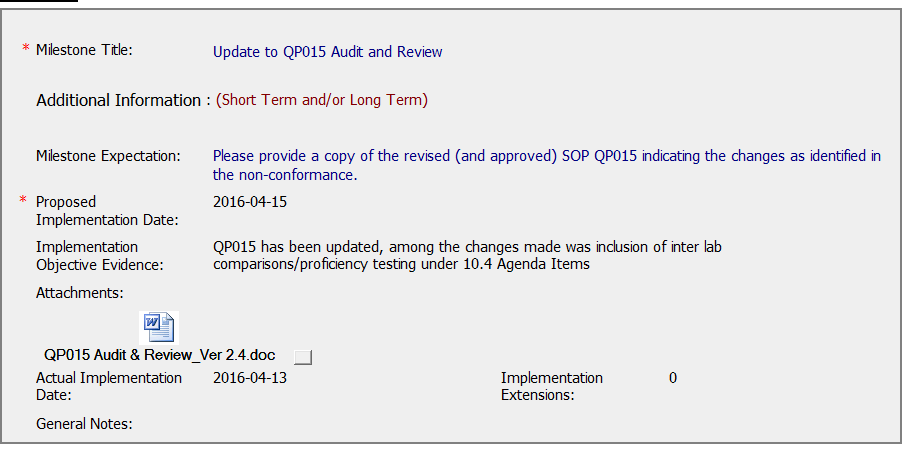 * Milestone Title: Update to QP015 Audit and Review
Additional Information : (Short Term and/or Long Term)
Milestone Expectation: Please provide a copy of the revised (and approved) SOP QP015 indicating the changes as identified in
the non-conformance.
* Proposed 2016-04-15
Implementation Date:
Implementation QP015 has been updated, among the changes made was inclusion of inter lab
Objective Evidence: comparisons/proficiency testing under 10.4 Agenda Items
Attachments:
W
QP015 Audit & Review_Ver 2.4.doc
Actual Implementation 2016-04-13 Implementation 0
Date: Extensions:
General Notes: